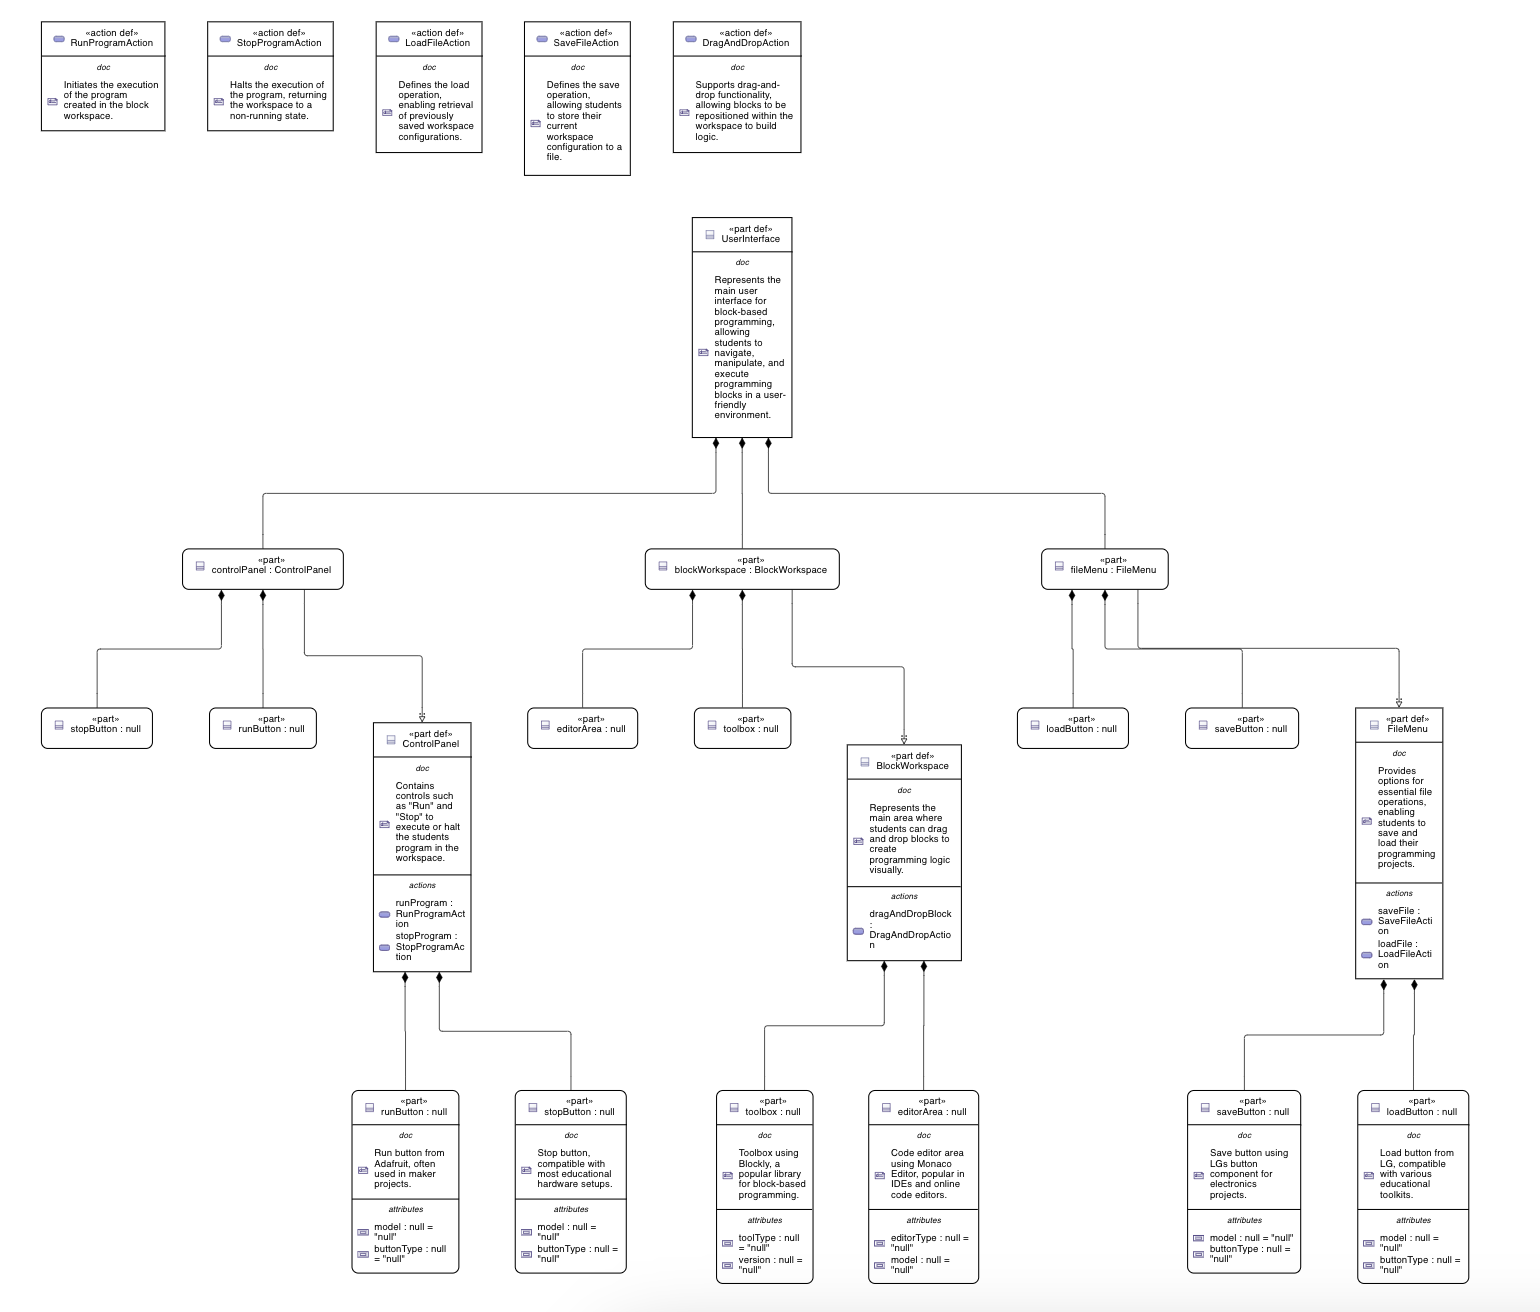 «action def»
RunProgramAction
doc
Initiates the execution
of the program
created in the block
workspace.
«action def»
StopProgramAction
doc
Halts the execution of
the program, returning
the workspace to a
non-running state.
«action def»
LoadFileAction
doc
Defines the load
operation,
enabling retrieval
of previously
saved workspace
configurations.
«action def»
SaveFileAction
doc
Defines the save
operation,
allowing students
to store their
current
workspace
configuration to a
file.
«action def»
DragAndDropAction
doc
Supports drag-and-
drop functionality,
allowing blocks to be
repositioned within the
workspace to build
logic.
«part def»
UserInterface
doc
Represents the
main user
interface for
block-based
programming,
allowing
students to
navigate,
manipulate, and
execute
programming
blocks in a user-
friendly
environment.
«part»
controlPanel : ControlPanel
«part»
blockWorkspace : BlockWorkspace
«part»
fileMenu : FileMenu
«part»
stopButton : null
«part»
runButton : null
«part def»
ControlPanel
doc
Contains
controls such
as "Run" and
"Stop" to
execute or halt
the students
program in the
workspace.
actions
runProgram :
RunProgramAct
ion
stopProgram :
StopProgramAc
tion
«part»
editorArea : null
«part»
toolbox : null
«part def»
BlockWorkspace
doc
Represents the
main area where
students can drag
and drop blocks to
create
programming logic
visually.
actions
dragAndDropBlock
:
DragAndDropActio
n
«part»
loadButton : null
«part»
saveButton : null
«part def»
FileMenu
doc
Provides
options for
essential file
operations,
enabling
students to
save and
load their
programming
projects.
actions
saveFile :
SaveFileActi
on
loadFile :
LoadFileActi
on
«part»
runButton : null
doc
Run button from
Adafruit, often
used in maker
projects.
attributes
model : null =
"null"
buttonType : null
= "null"
«part»
stopButton : null
doc
Stop button,
compatible with
most educational
hardware setups.
attributes
model : null =
"null"
buttonType : null =
"null"
«part»
toolbox : null
doc
Toolbox using
Blockly, a
popular library
for block-based
programming.
attributes
toolType : null
= "null"
version : null =
"null"
«part»
editorArea : null
doc
Code editor area
using Monaco
Editor, popular in
IDEs and online
code editors.
attributes
editorType : null =
"null"
model : null =
"null"
«part»
saveButton : null
doc
Save button using
LGs button
component for
electronics
projects.
attributes
model : null = "null"
buttonType : null =
"null"
«part»
loadButton : null
doc
Load button from
LG, compatible
with various
educational
toolkits.
attributes
model : null =
"null"
buttonType : null =
"null"